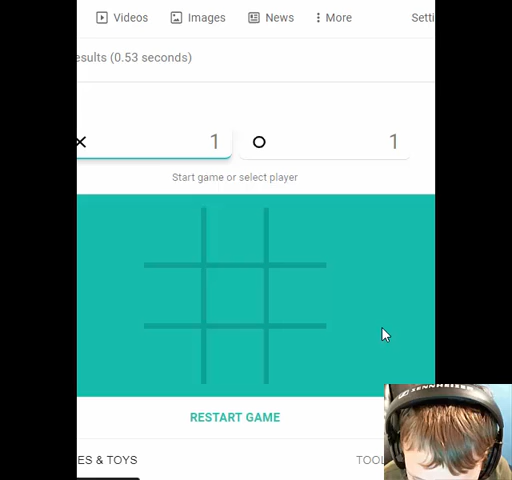 Videos Images News More Setti
esults (0.53 seconds)
× 1 ○ 1
Start game or select player
RESTART GAME
ES & TOYS TOOL
SENNHEISER